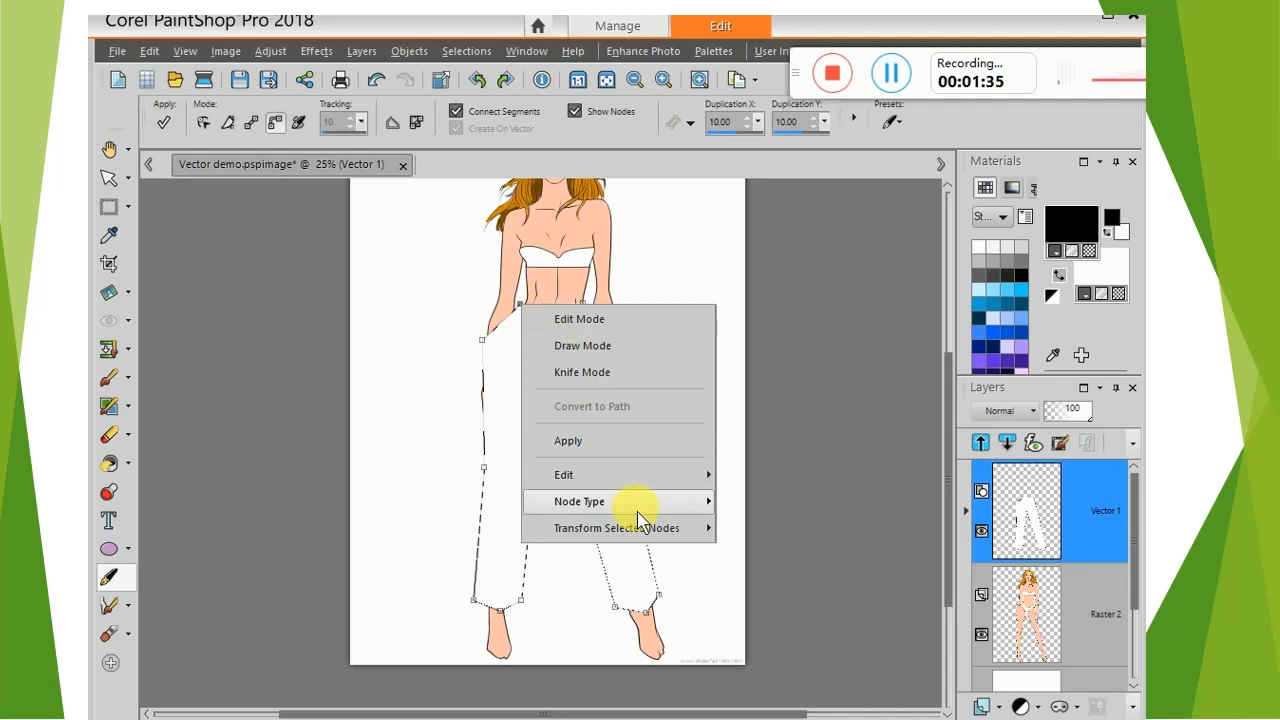 Corel PaintShop Pro 2018
Manage
Edit
File Edit View Image Adjust Effects Layers Objects Selections Window Help Enhance Photo Palettes User In
Recording...
00:01:35
Apply:
Mode:
Tracking:
10
Connect Segments
Create On Vector
Show Nodes
Duplication X:
10.00
Duplication Y:
10.00
Presets:
Vector demo.pspimage* @ 25% (Vector 1)
Materials
St...
Edit Mode
Draw Mode
Knife Mode
Convert to Path
Apply
Edit
Node Type
Transform Selected Nodes
Layers
Normal
100
Vector 1
Raster 2